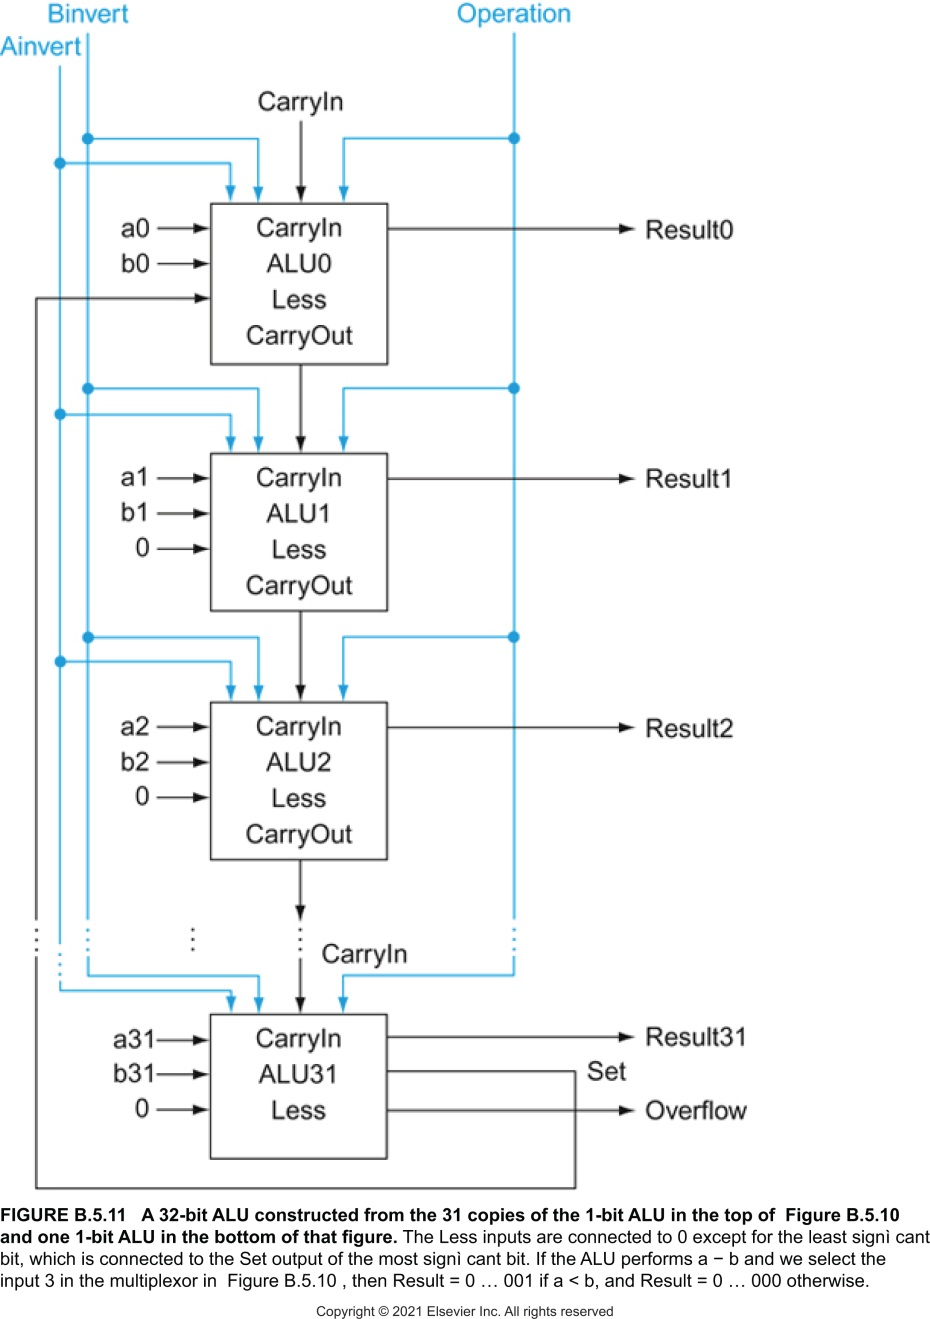 Binvert
Operation
Ainvert
CarryIn
a0
CarryIn
Result0
b0
ALU0
Less
CarryOut
a1
CarryIn
Result1
b1
ALU1
0
Less
CarryOut
a2
CarryIn
Result2
b2
ALU2
0
Less
CarryOut
CarryIn
a31
CarryIn
Result31
b31
ALU31
Set
0
Less
Overflow
FIGURE B.5.11 A 32-bit ALU constructed from the 31 copies of the 1-bit ALU in the top of Figure B.5.10
and one 1-bit ALU in the bottom of that figure. The Less inputs are connected to 0 except for the least signì cant
bit, which is connected to the Set output of the most signì cant bit. If the ALU performs a − b and we select the
input 3 in the multiplexor in Figure B.5.10 , then Result = 0 … 001 if a < b, and Result = 0 … 000 otherwise.
Copyright © 2021 Elsevier Inc. All rights reserved